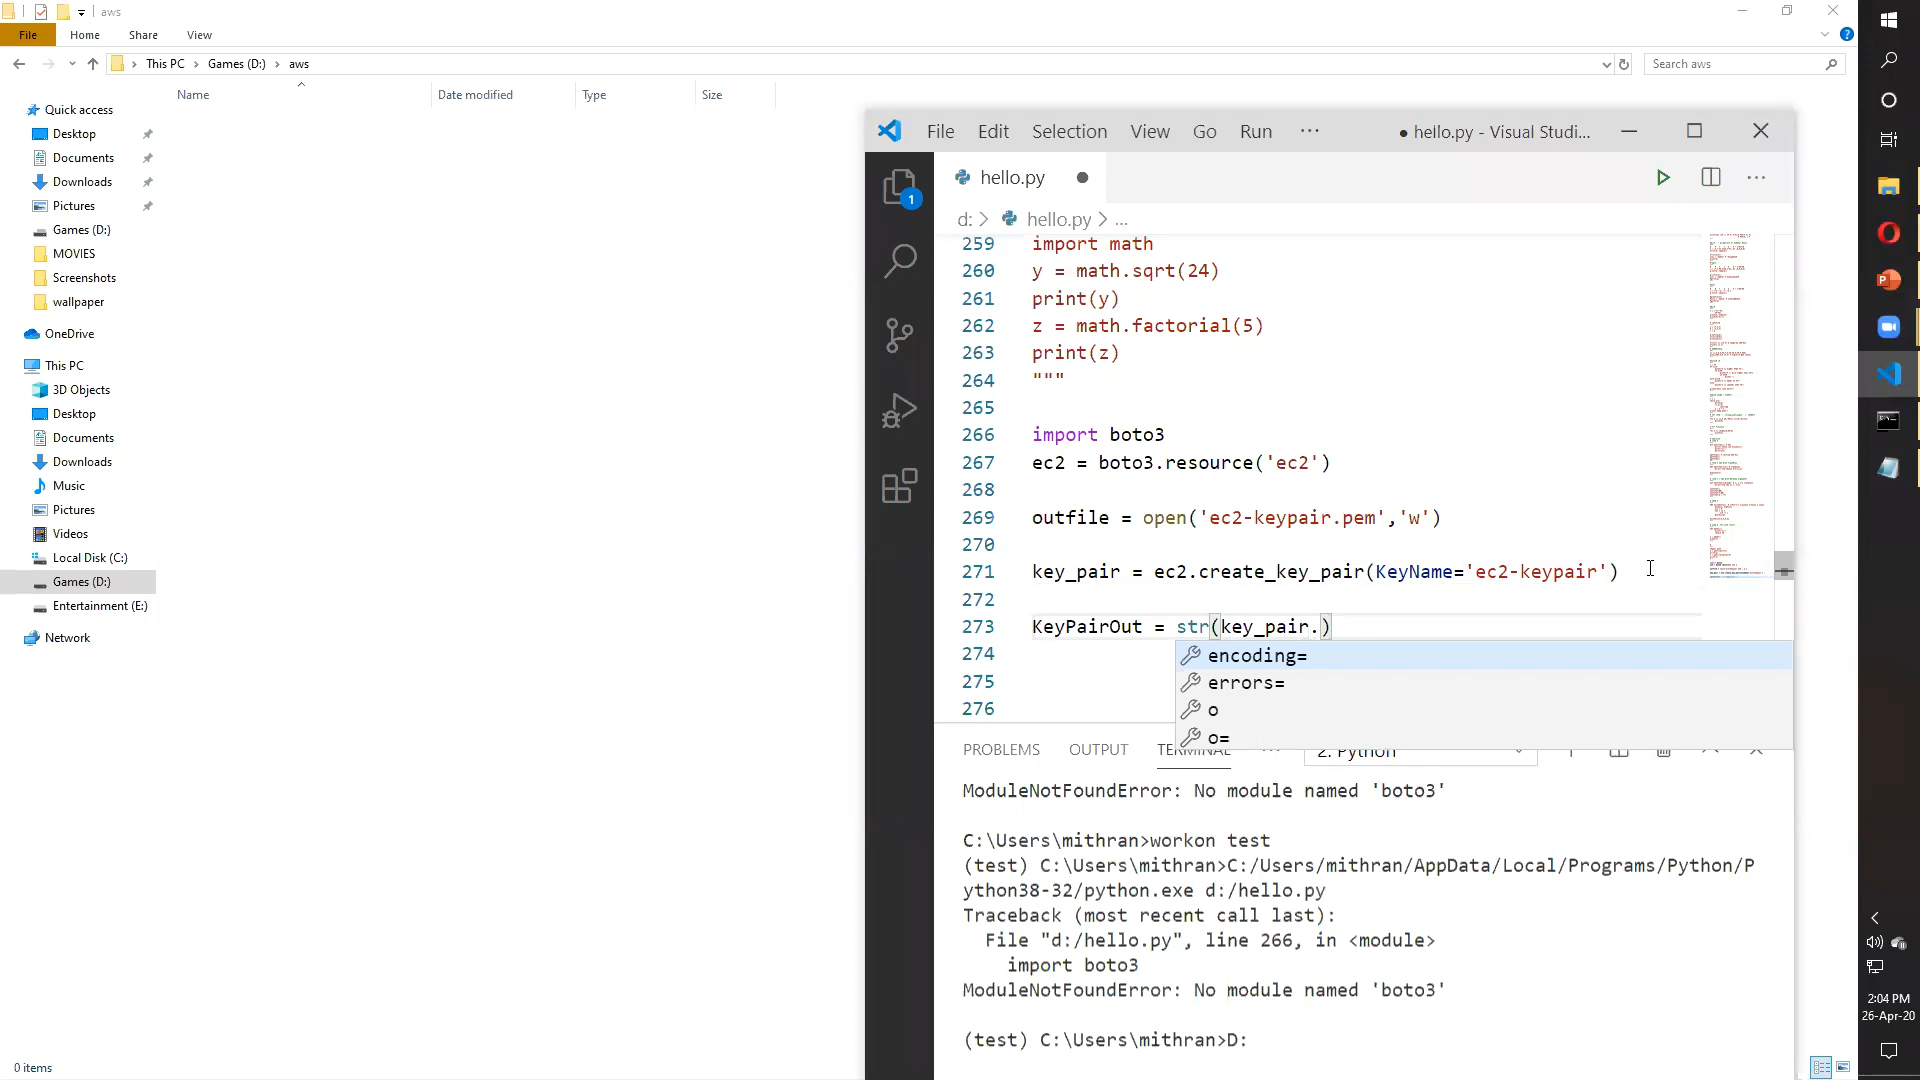 aws
File Home Share View
This PC Games (D:) aws
Search aws
Name Date modified Type Size
Quick access
Desktop
Documents
Downloads
Pictures
Games (D:)
MOVIES
Screenshots
wallpaper
OneDrive
This PC
3D Objects
Desktop
Documents
Downloads
Music
Pictures
Videos
Local Disk (C:)
Games (D:)
Entertainment (E:)
Network
0 items
File Edit Selection View Go Run ··· ● hello.py - Visual Studi...
hello.py ●
1
d: > hello.py > ...
259 import math
260 y = math.sqrt(24)
261 print(y)
262 z = math.factorial(5)
263 print(z)
264 """
265
266 import boto3
267 ec2 = boto3.resource('ec2')
268
269 outfile = open('ec2-keypair.pem','w')
270
271 key_pair = ec2.create_key_pair(KeyName='ec2-keypair')
272
273 KeyPairOut = str(key_pair.)
274
275
276
encoding=
errors=
o
o=
PROBLEMS OUTPUT TERMINAL ··· 2: Python
ModuleNotFoundError: No module named 'boto3'
C:\Users\mithran>workon test
(test) C:\Users\mithran>C:/Users/mithran/AppData/Local/Programs/Python/P
ython38-32/python.exe d:/hello.py
Traceback (most recent call last):
File "d:/hello.py", line 266, in <module>
import boto3
ModuleNotFoundError: No module named 'boto3'
(test) C:\Users\mithran>D:
2:04 PM
26-Apr-20